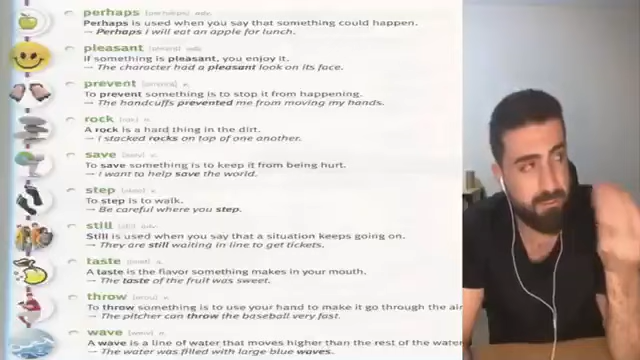 perhaps
Perhaps is used when you say that something could happen.
→ Perhaps I will eat an apple for lunch.
pleasant
If something is pleasant, you enjoy it.
→ The character had a pleasant look on its face.
prevent
To prevent something is to stop it from happening.
→ The handcuffs prevented me from moving my hands.
rock
A rock is a hard thing in the dirt.
→ I stacked rocks on top of one another.
save
To save something is to keep it from being hurt.
→ I want to help save the world.
step
To step is to walk.
→ Be careful where you step.
still
Still is used when you say that a situation keeps going on.
→ They are still waiting in line to get tickets.
taste
A taste is the flavor something makes in your mouth.
→ The taste of the fruit was sweet.
throw
To throw something is to use your hand to make it go through the air
→ The pitcher can throw the baseball very fast.
wave
A wave is a line of water that moves higher than the rest of the water
→ The water was filled with large blue waves.